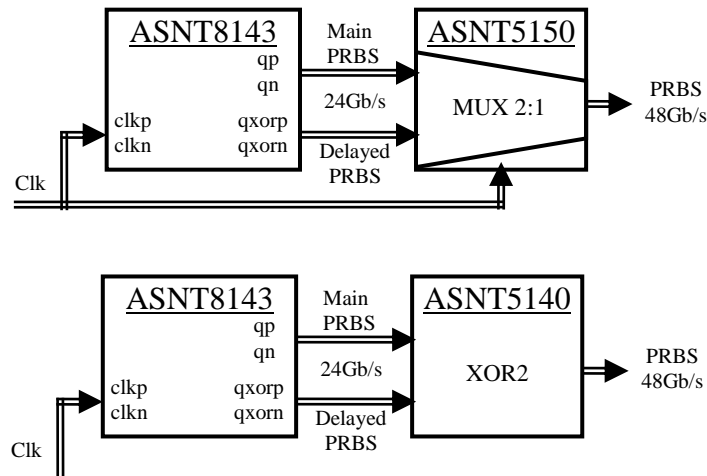 ASNT8143
qp
qn
clkp
clkn
qxorp
qxorn
Main
PRBS
24Gb/s
Delayed
PRBS
ASNT5150
MUX 2:1
PRBS
48Gb/s
Clk
ASNT8143
qp
qn
clkp
clkn
qxorp
qxorn
Main
PRBS
24Gb/s
Delayed
PRBS
ASNT5140
XOR2
PRBS
48Gb/s
Clk